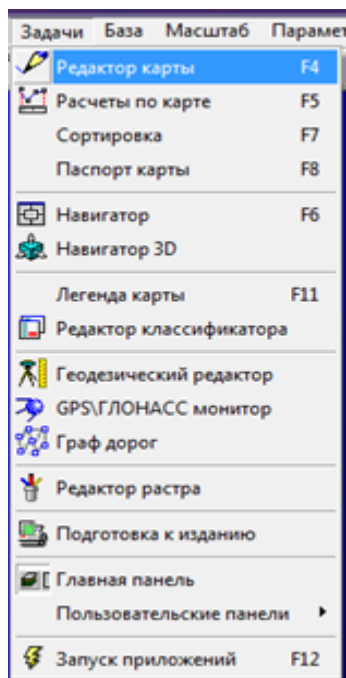 Задачи База Масштаб Парамет
Редактор карты F4
Расчеты по карте F5
Сортировка F7
Паспорт карты F8
Навигатор F6
Навигатор 3D
Легенда карты F11
Редактор классификатора
Геодезический редактор
GPS\ГЛОНАСС монитор
Граф дорог
Редактор растра
Подготовка к изданию
Главная панель
Пользовательские панели
Запуск приложений F12